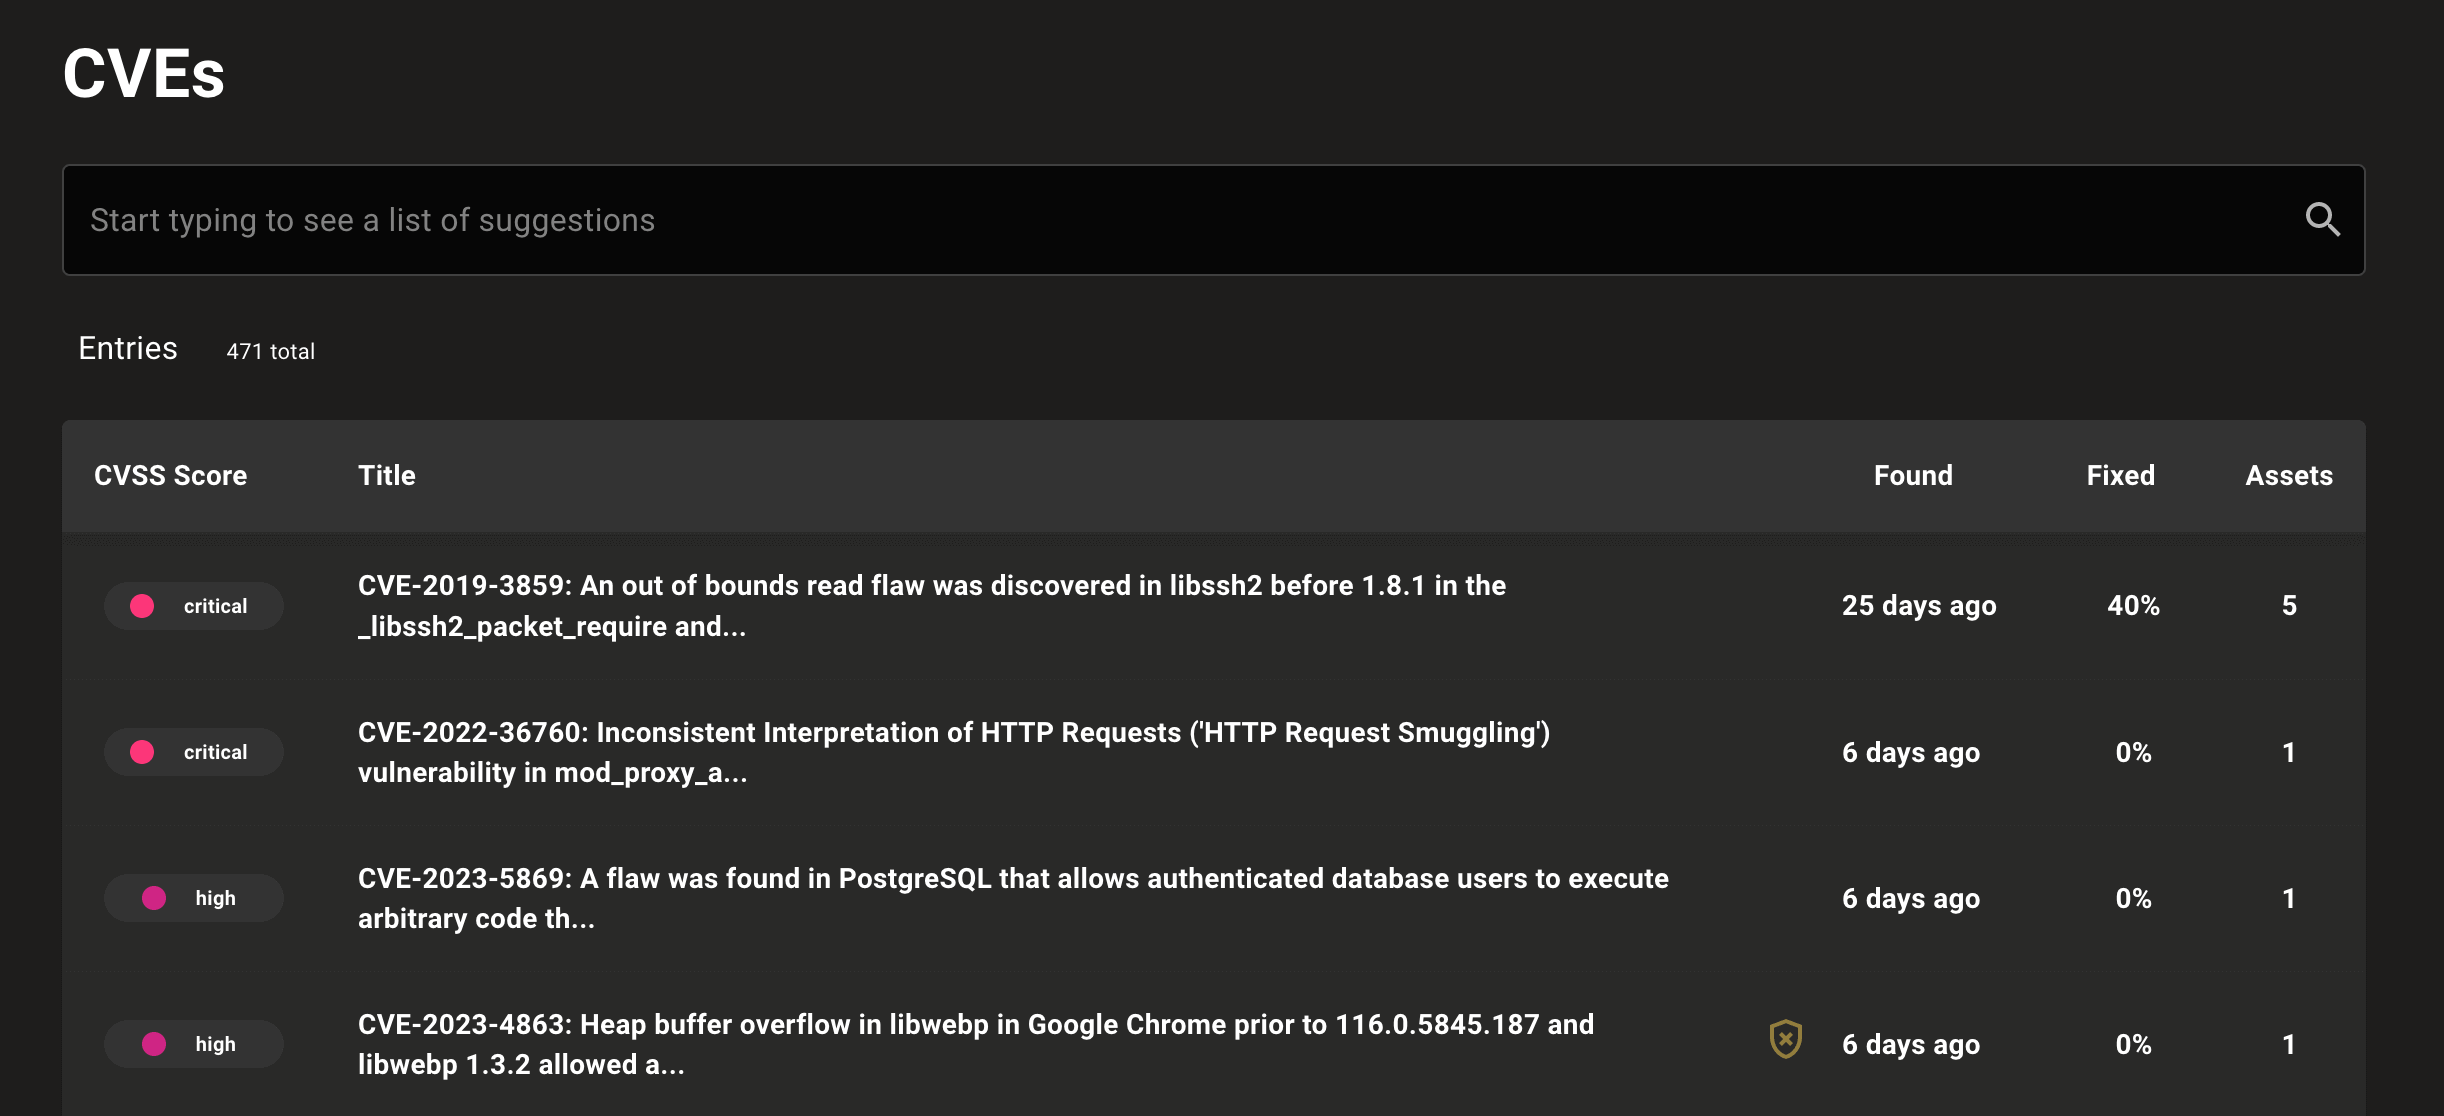 CVEs
Start typing to see a list of suggestions
Entries 471 total
CVSS Score Title Found Fixed Assets
critical CVE-2019-3859: An out of bounds read flaw was discovered in libssh2 before 1.8.1 in the
_libssh2_packet_require and... 25 days ago 40% 5
critical CVE-2022-36760: Inconsistent Interpretation of HTTP Requests ('HTTP Request Smuggling')
vulnerability in mod_proxy_a... 6 days ago 0% 1
high CVE-2023-5869: A flaw was found in PostgreSQL that allows authenticated database users to execute
arbitrary code th... 6 days ago 0% 1
high CVE-2023-4863: Heap buffer overflow in libwebp in Google Chrome prior to 116.0.5845.187 and
libwebp 1.3.2 allowed a... 6 days ago 0% 1